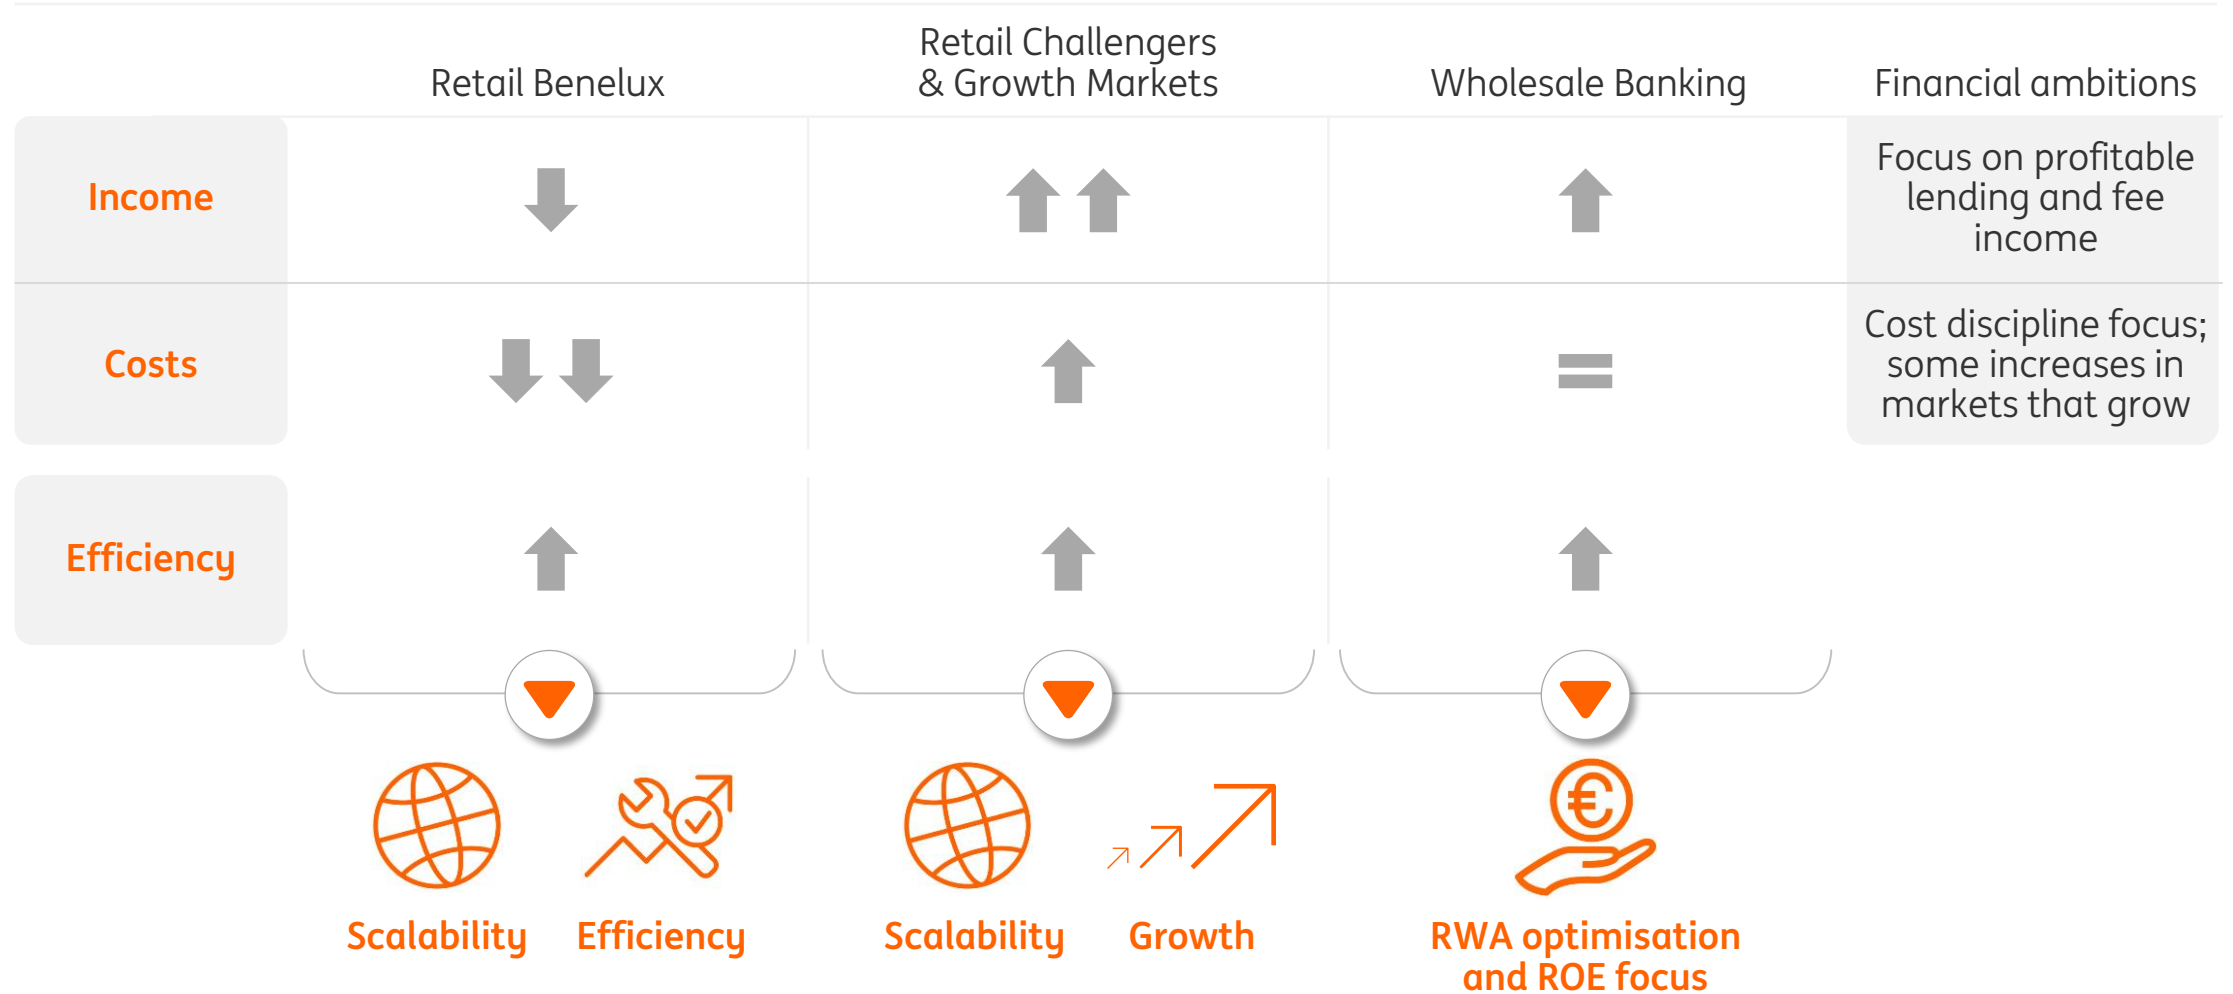 Retail Benelux
Retail Challengers
& Growth Markets
Wholesale Banking
Financial ambitions
Income
Focus on profitable
lending and fee
income
Costs
Cost discipline focus;
some increases in
markets that grow
Efficiency
Scalability
Efficiency
Scalability
Growth
RWA optimisation
and ROE focus